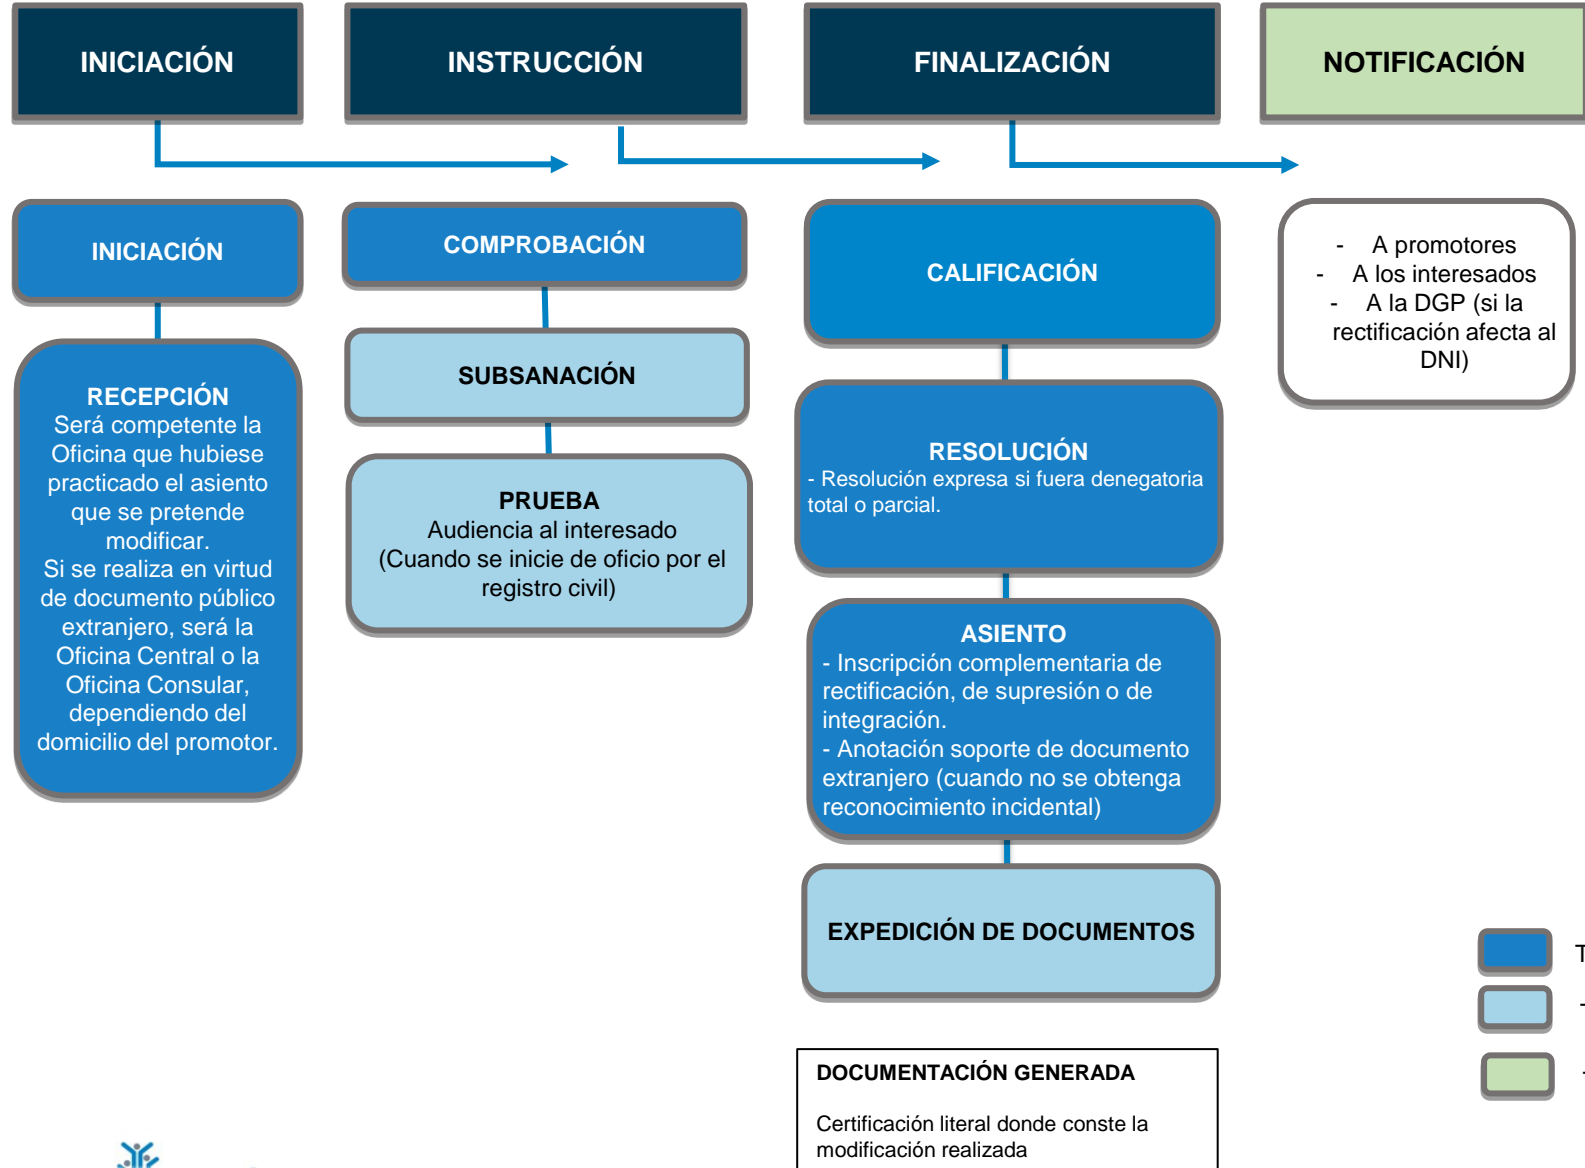 INICIACIÓN
INSTRUCCIÓN
FINALIZACIÓN
NOTIFICACIÓN
INICIACIÓN
RECEPCIÓN
Será competente la
Oficina que hubiese
practicado el asiento
que se pretende
modificar.
Si se realiza en virtud
de documento público
extranjero, será la
Oficina Central o la
Oficina Consular,
dependiendo del
domicilio del promotor.
COMPROBACIÓN
SUBSANACIÓN
PRUEBA
Audiencia al interesado
(Cuando se inicie de oficio por el
registro civil)
CALIFICACIÓN
RESOLUCIÓN
- Resolución expresa si fuera denegatoria
total o parcial.
ASIENTO
- Inscripción complementaria de
rectificación, de supresión o de
integración.
- Anotación soporte de documento
extranjero (cuando no se obtenga
reconocimiento incidental)
EXPEDICIÓN DE DOCUMENTOS
DOCUMENTACIÓN GENERADA
Certificación literal donde conste la
modificación realizada
- A promotores
- A los interesados
- A la DGP (si la
rectificación afecta al
DNI)